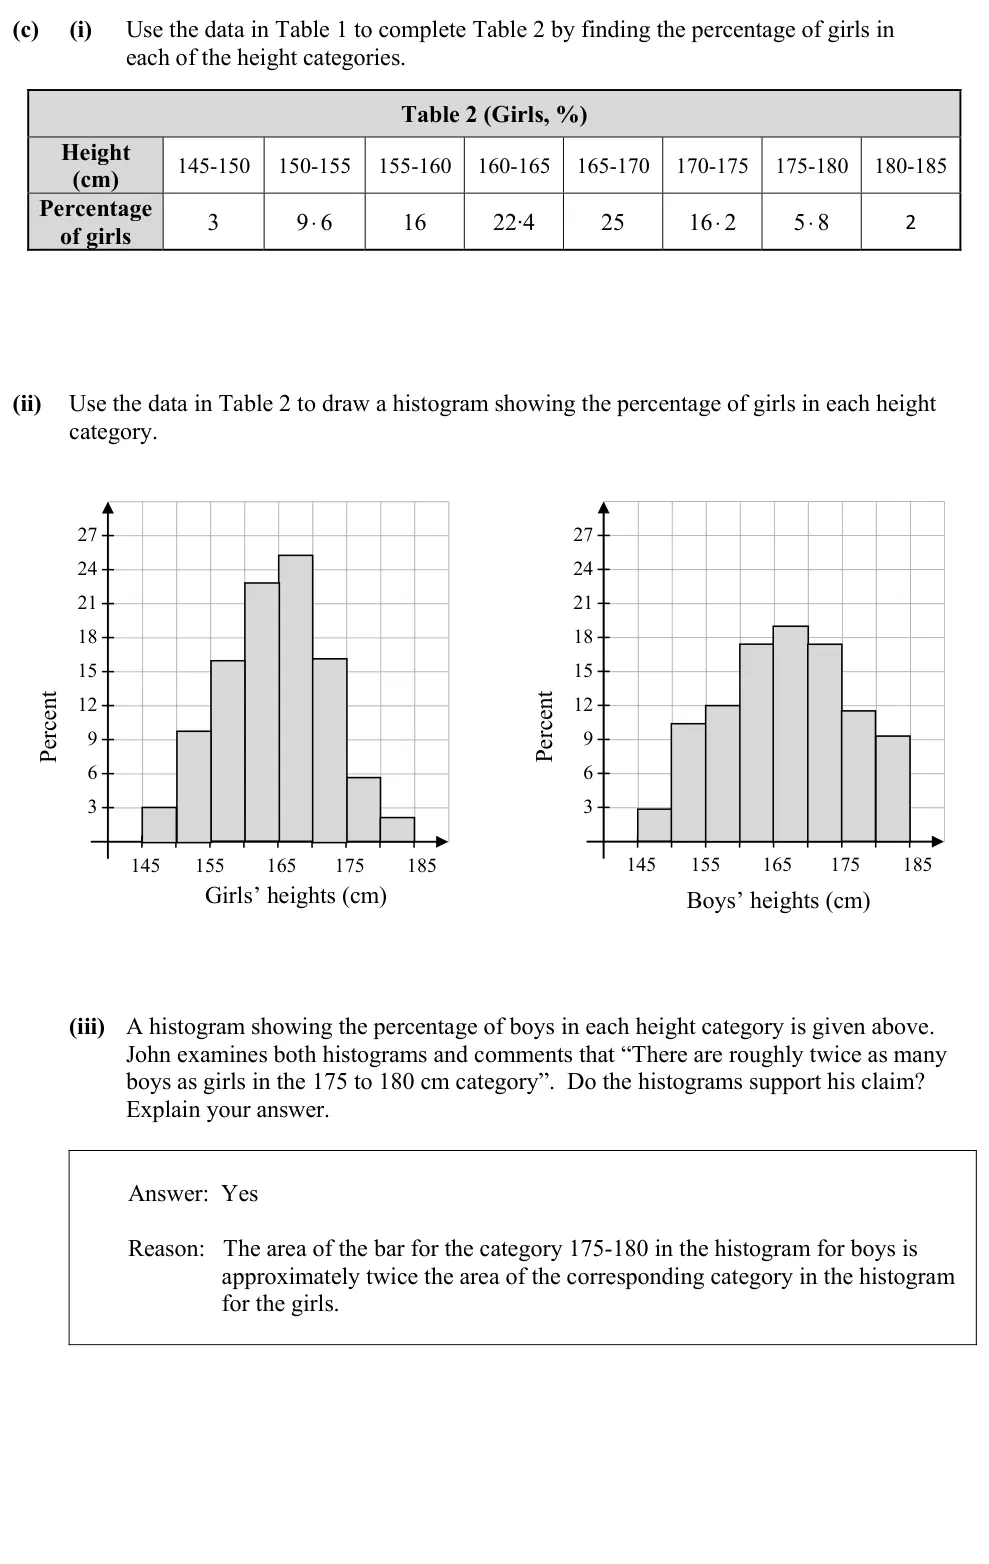 (c) (i) Use the data in Table 1 to complete Table 2 by finding the percentage of girls in
each of the height categories.
Table 2 (Girls, %)
Height (cm) 145-150 150-155 155-160 160-165 165-170 170-175 175-180 180-185
Percentage of girls 3 9·6 16 22·4 25 16·2 5·8 2
(ii) Use the data in Table 2 to draw a histogram showing the percentage of girls in each height
category.
27
24
21
18
15
12
9
6
3
Percent
145 155 165 175 185
Girls’ heights (cm)
27
24
21
18
15
12
9
6
3
Percent
145 155 165 175 185
Boys’ heights (cm)
(iii) A histogram showing the percentage of boys in each height category is given above.
John examines both histograms and comments that “There are roughly twice as many
boys as girls in the 175 to 180 cm category”. Do the histograms support his claim?
Explain your answer.
Answer: Yes
Reason: The area of the bar for the category 175-180 in the histogram for boys is
approximately twice the area of the corresponding category in the histogram
for the girls.